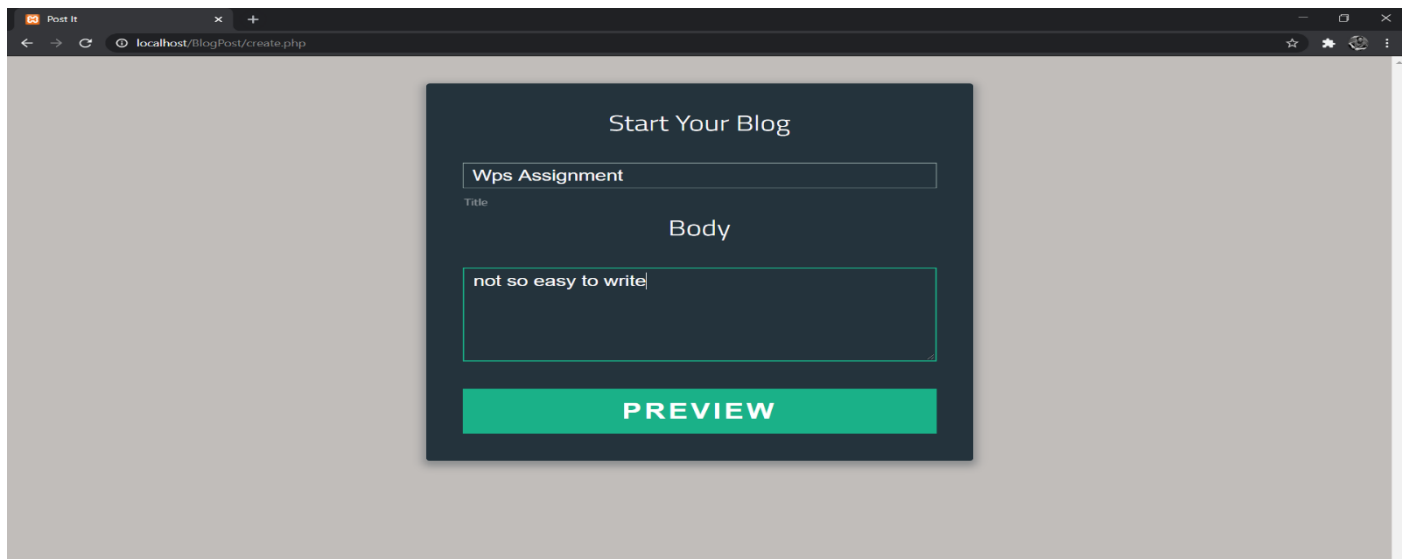 Post It
localhost/BlogPost/create.php
Start Your Blog
Wps Assignment
Title
Body
not so easy to write
PREVIEW